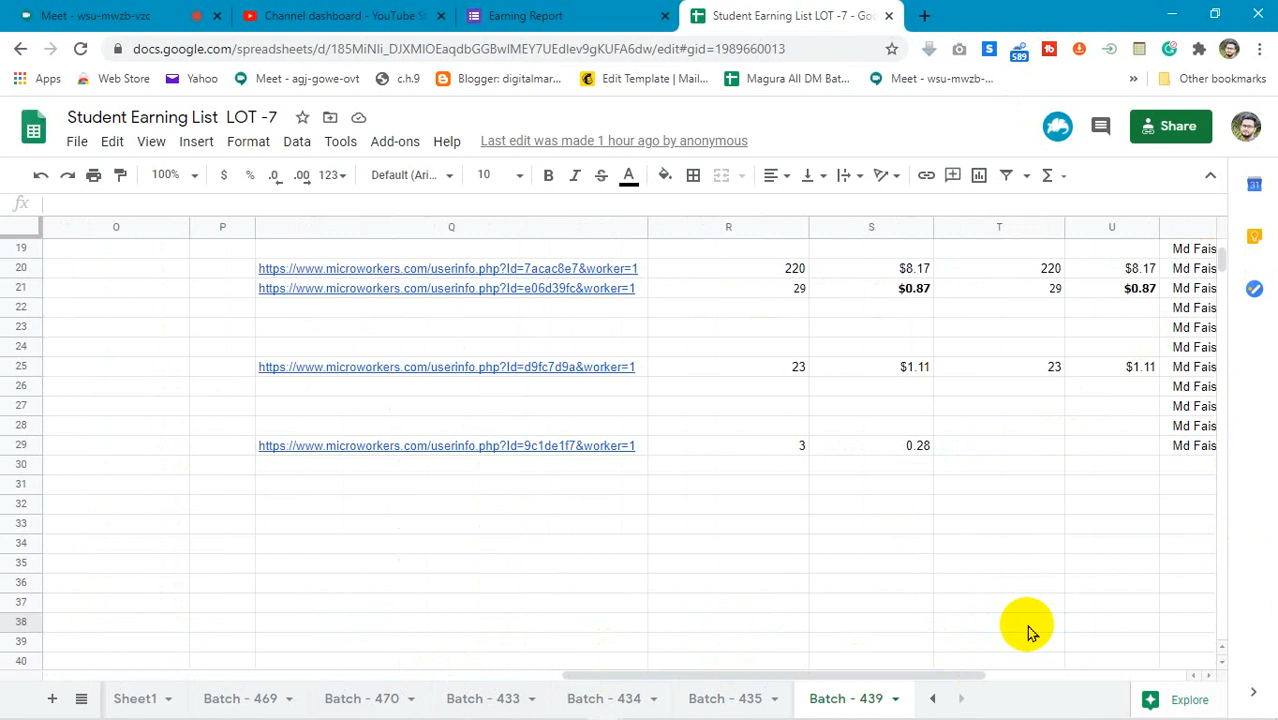 Meet - wsu-mwzb-vzc
Channel dashboard - YouTube S
Earning Report
Student Earning List LOT -7 - Goo
docs.google.com/spreadsheets/d/185MiNIi_DJXMIOEaqdbGGBwIMEY7UEdIev9gKUFA6dw/edit#gid=1989660013
589
Apps
Web Store
Yahoo
Meet - agj-gowe-ovt
c.h.9
Blogger: digitalmar...
Edit Template | Mail...
Magura All DM Bat...
Meet - wsu-mwzb-...
»
Other bookmarks
Student Earning List LOT -7
Share
File Edit View Insert Format Data Tools Add-ons Help Last edit was made 1 hour ago by anonymous
100% $ % .0 .00 123 Default (Ari... 10 B I S A
31
fx
O P Q R S T U
19 Md Fais
20 https://www.microworkers.com/userinfo.php?Id=7acac8e7&worker=1 220 $8.17 220 $8.17 Md Fais
21 https://www.microworkers.com/userinfo.php?Id=e06d39fc&worker=1 29 $0.87 29 $0.87 Md Fais
22 Md Fais
23 Md Fais
24 Md Fais
25 https://www.microworkers.com/userinfo.php?Id=d9fc7d9a&worker=1 23 $1.11 23 $1.11 Md Fais
26 Md Fais
27 Md Fais
28 Md Fais
29 https://www.microworkers.com/userinfo.php?Id=9c1de1f7&worker=1 3 0.28 Md Fais
30
31
32
33
34
35
36
37
38
39
40
Sheet1 Batch - 469 Batch - 470 Batch - 433 Batch - 434 Batch - 435 Batch - 439 Explore